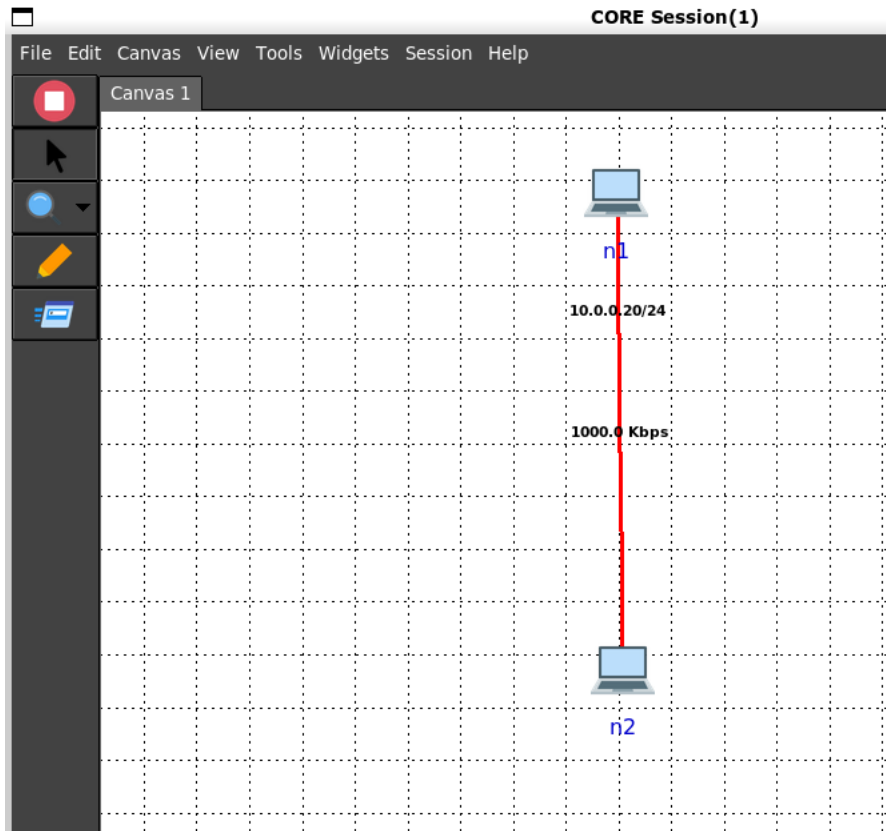 CORE Session(1)
File Edit Canvas View Tools Widgets Session Help
Canvas 1
n1
10.0.0.20/24
1000.0 Kbps
n2